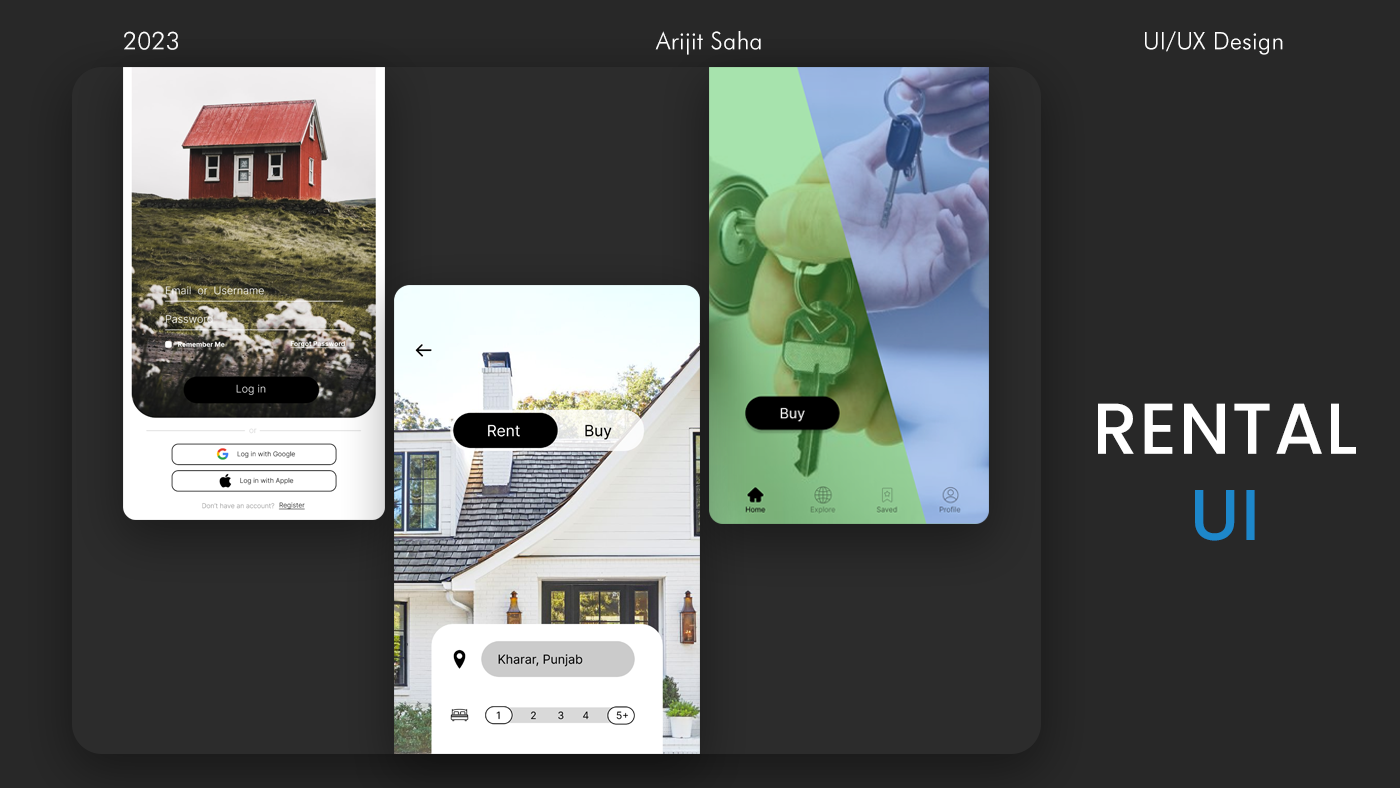 2023
Arijit Saha
UI/UX Design
Email or Username
Password
Remember Me
Forgot Password
Log in
or
Log in with Google
Log in with Apple
Don't have an account? Register
Rent
Buy
Kharar, Punjab
1 2 3 4 5+
Buy
Home
Explore
Saved
Profile
RENTAL
UI